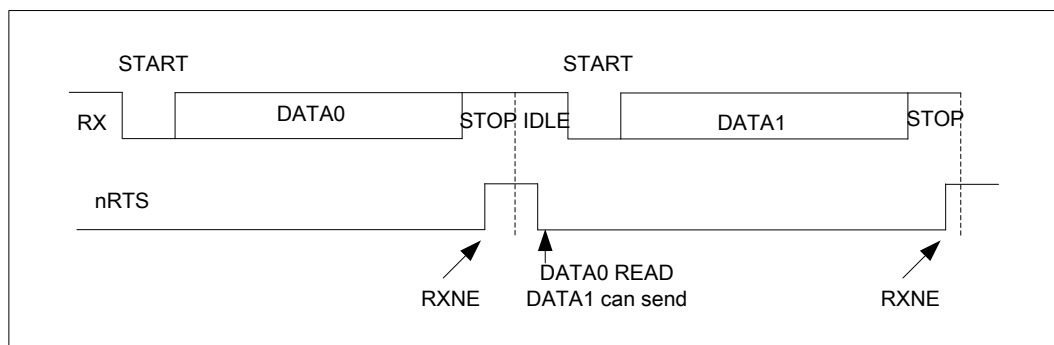 START START
RX DATA0 STOP IDLE DATA1 STOP
nRTS
RXNE DATA0 READ RXNE
DATA1 can send